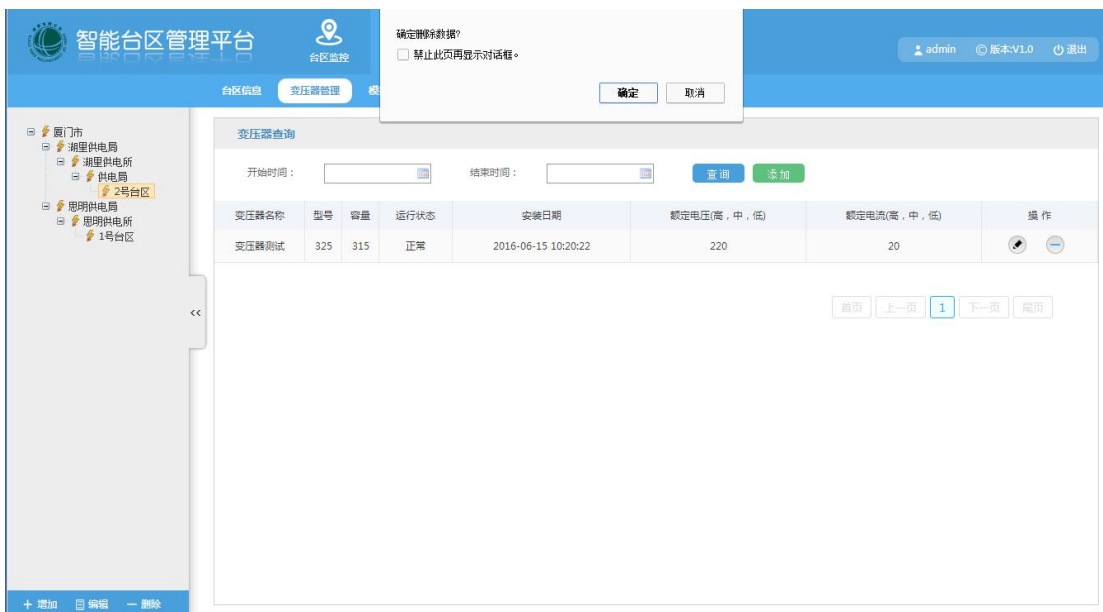 智能台区管理平台
台区监控
确定删除数据?
禁止此页再显示对话框。
确定 取消
admin 版本:V1.0 退出
台区信息 变压器管理 模
厦门市
湖里供电局
湖里供电所
供电局
2号台区
思明供电局
思明供电所
1号台区
变压器查询
开始时间： 结束时间： 查询 添加
变压器名称 型号 容量 运行状态 安装日期 额定电压(高，中，低) 额定电流(高，中，低) 操作
变压器测试 325 315 正常 2016-06-15 10:20:22 220 20
<<
首页 上一页 1 下一页 尾页
增加 编辑 删除